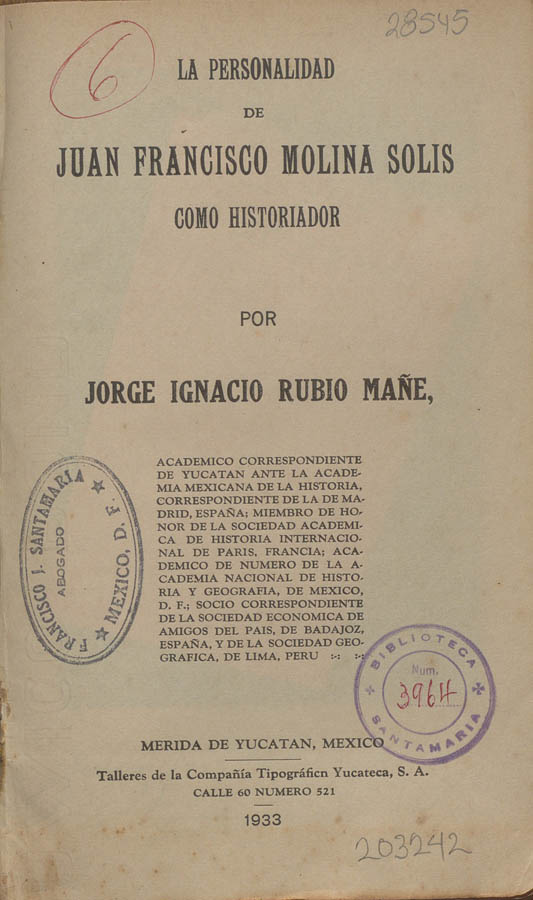 28545
6
LA PERSONALIDAD
DE
JUAN FRANCISCO MOLINA SOLIS
COMO HISTORIADOR
POR
JORGE IGNACIO RUBIO MAÑE,
ACADEMICO CORRESPONDIENTE
DE YUCATAN ANTE LA ACADE-
MIA MEXICANA DE LA HISTORIA,
CORRESPONDIENTE DE LA DE MA-
DRID, ESPAÑA; MIEMBRO DE HO-
NOR DE LA SOCIEDAD ACADEMI-
CA DE HISTORIA INTERNACIO-
NAL DE PARIS, FRANCIA; ACA-
DEMICO DE NUMERO DE LA A-
CADEMIA NACIONAL DE HISTO-
RIA Y GEOGRAFIA, DE MEXICO,
D. F.; SOCIO CORRESPONDIENTE
DE LA SOCIEDAD ECONOMICA DE
AMIGOS DEL PAIS, DE BADAJOZ,
ESPAÑA, Y DE LA SOCIEDAD GEO-
GRAFICA, DE LIMA, PERU :-: :-:
FRANCISCO J. SANTAMARIA
ABOGADO
MEXICO, D. F.
BIBLIOTECA
Num.
3964
SANTAMARIA
MERIDA DE YUCATAN, MEXICO
Talleres de la Compañía Tipográficn Yucateca, S. A.
CALLE 60 NUMERO 521
1933
203242